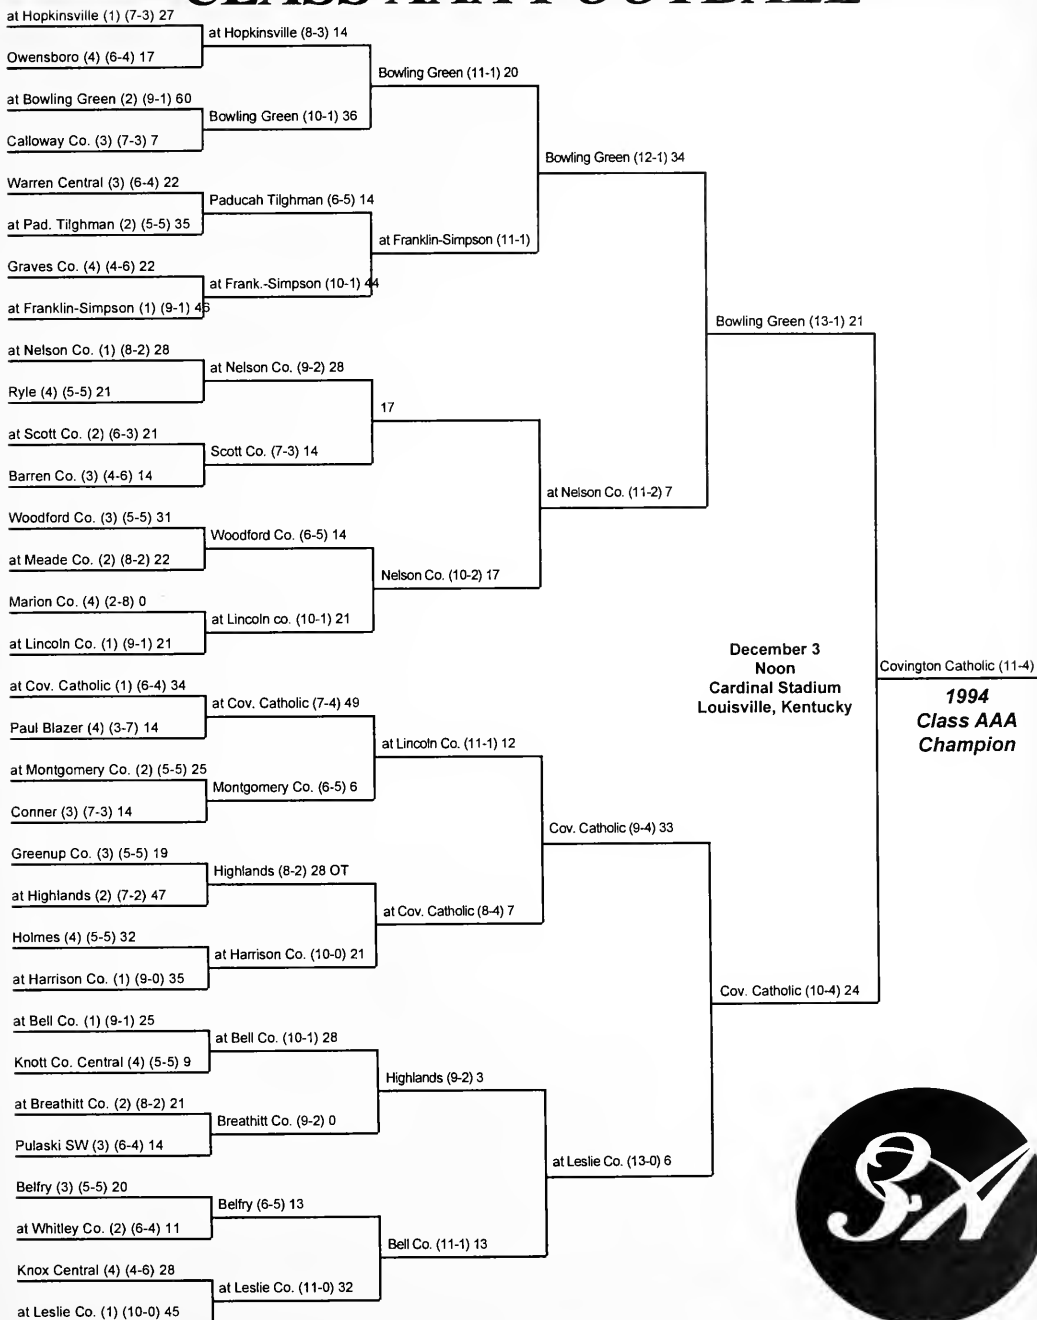 CLASS AAA FOOTBALL
at Hopkinsville (1) (7-3) 27
Owensboro (4) (6-4) 17
at Bowling Green (2) (9-1) 60
Calloway Co. (3) (7-3) 7
Warren Central (3) (6-4) 22
at Pad. Tilghman (2) (5-5) 35
Graves Co. (4) (4-6) 22
at Franklin-Simpson (1) (9-1) 46
at Nelson Co. (1) (8-2) 28
Ryle (4) (5-5) 21
at Scott Co. (2) (6-3) 21
Barren Co. (3) (4-6) 14
Woodford Co. (3) (5-5) 31
at Meade Co. (2) (8-2) 22
Marion Co. (4) (2-8) 0
at Lincoln Co. (1) (9-1) 21
at Cov. Catholic (1) (6-4) 34
Paul Blazer (4) (3-7) 14
at Montgomery Co. (2) (5-5) 25
Conner (3) (7-3) 14
Greenup Co. (3) (5-5) 19
at Highlands (2) (7-2) 47
Holmes (4) (5-5) 32
at Harrison Co. (1) (9-0) 35
at Bell Co. (1) (9-1) 25
Knott Co. Central (4) (5-5) 9
at Breathitt Co. (2) (8-2) 21
Pulaski SW (3) (6-4) 14
Belfry (3) (5-5) 20
at Whitley Co. (2) (6-4) 11
Knox Central (4) (4-6) 28
at Leslie Co. (1) (10-0) 45
at Hopkinsville (8-3) 14
Bowling Green (10-1) 36
Paducah Tilghman (6-5) 14
at Frank.-Simpson (10-1) 44
at Nelson Co. (9-2) 28
Scott Co. (7-3) 14
Woodford Co. (6-5) 14
at Lincoln co. (10-1) 21
at Cov. Catholic (7-4) 49
Montgomery Co. (6-5) 6
Highlands (8-2) 28 OT
at Harrison Co. (10-0) 21
at Bell Co. (10-1) 28
Breathitt Co. (9-2) 0
Belfry (6-5) 13
at Leslie Co. (11-0) 32
Bowling Green (11-1) 20
at Franklin-Simpson (11-1)
17
Nelson Co. (10-2) 17
at Lincoln Co. (11-1) 12
at Cov. Catholic (8-4) 7
Highlands (9-2) 3
Bell Co. (11-1) 13
Bowling Green (12-1) 34
at Nelson Co. (11-2) 7
Cov. Catholic (9-4) 33
at Leslie Co. (13-0) 6
Bowling Green (13-1) 21
Cov. Catholic (10-4) 24
December 3
Noon
Cardinal Stadium
Louisville, Kentucky
Covington Catholic (11-4)
1994
Class AAA
Champion
3A